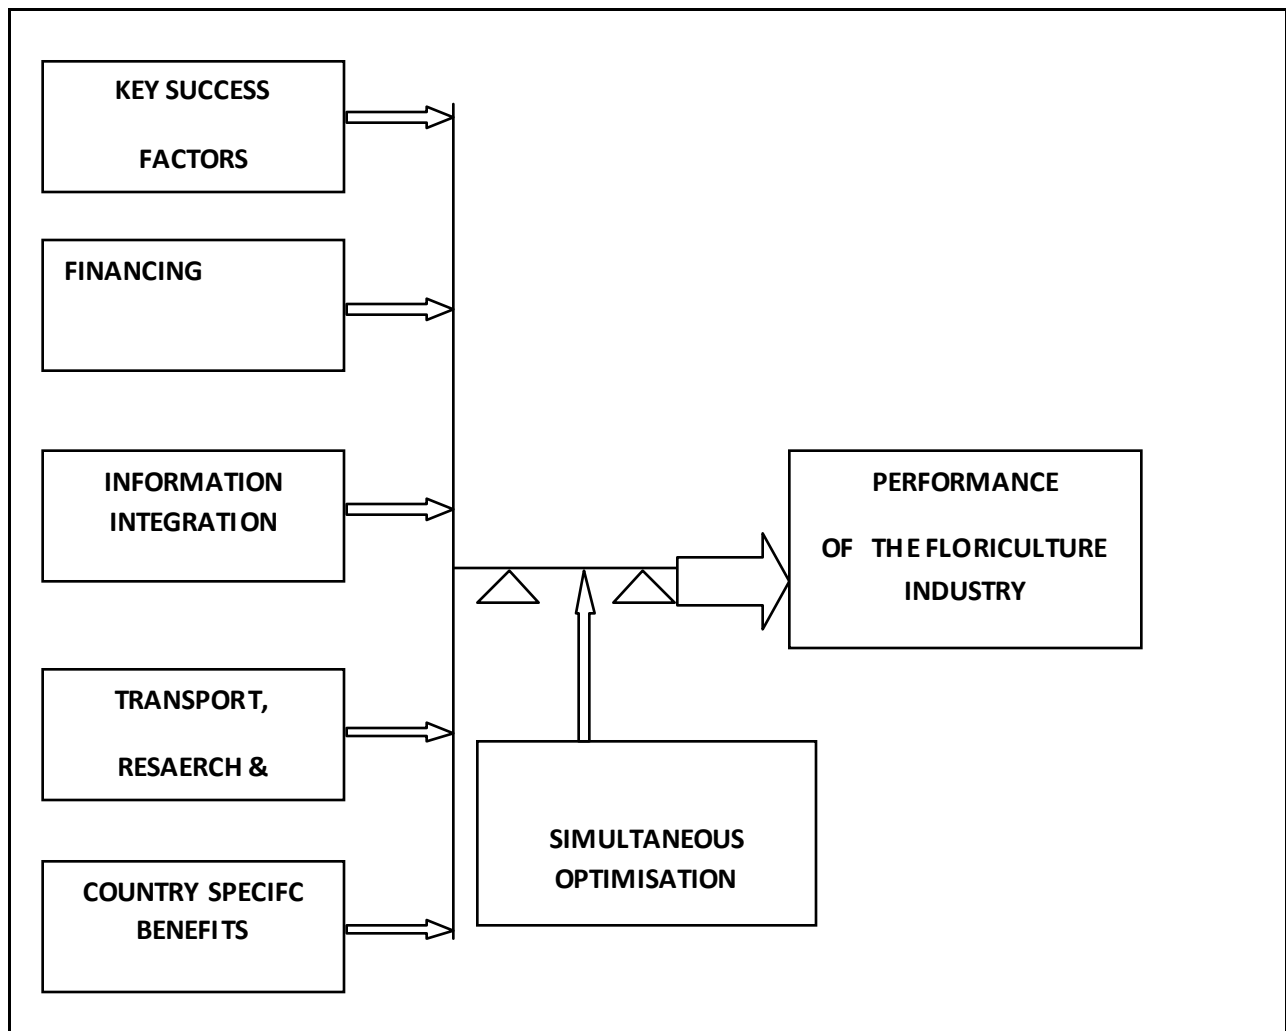 KEY SUCCESS
FACTORS
FINANCING
INFORMATION
INTEGRATION
TRANSPORT,
RESAERCH &
COUNTRY SPECIFC
BENEFITS
SIMULTANEOUS
OPTIMISATION
PERFORMANCE
OF THE FLORICULTURE
INDUSTRY